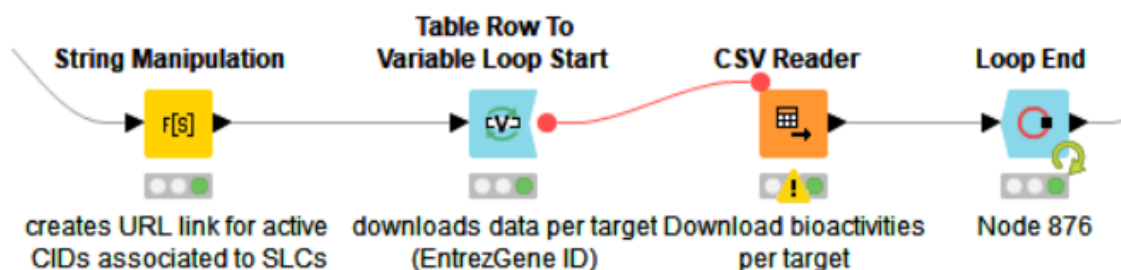 String Manipulation
Table Row To
Variable Loop Start
CSV Reader
Loop End
F[S]
V
creates URL link for active
CIDs associated to SLCs
downloads data per target
(EntrezGene ID)
Download bioactivities
per target
Node 876